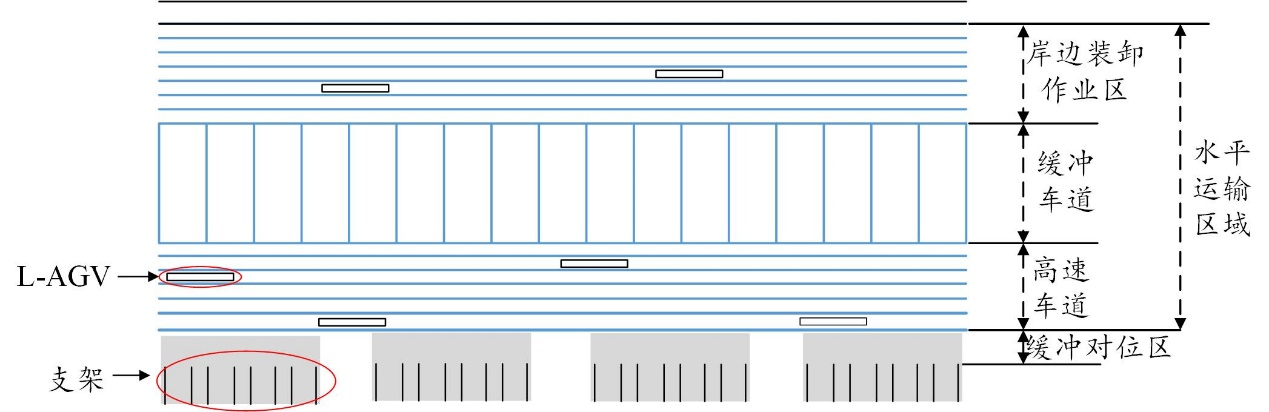 岸边装卸
作业区
缓冲
车道
水平
运输
区域
L-AGV
高速
车道
缓冲对位区
支架